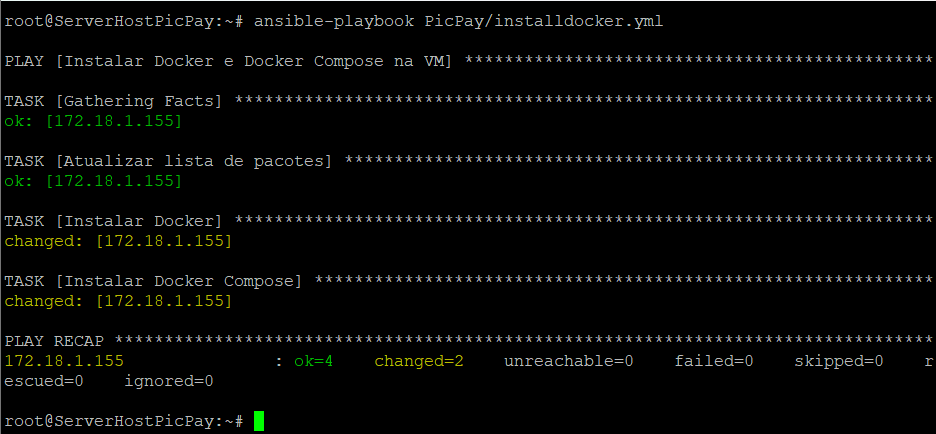 root@ServerHostPicPay:~# ansible-playbook PicPay/installdocker.yml
PLAY [Instalar Docker e Docker Compose na VM] ***********************************************
TASK [Gathering Facts] **********************************************************************
ok: [172.18.1.155]
TASK [Atualizar lista de pacotes] ***********************************************************
ok: [172.18.1.155]
TASK [Instalar Docker] **********************************************************************
changed: [172.18.1.155]
TASK [Instalar Docker Compose] **************************************************************
changed: [172.18.1.155]
PLAY RECAP **********************************************************************************
172.18.1.155               : ok=4    changed=2    unreachable=0    failed=0    skipped=0    r
escued=0    ignored=0
root@ServerHostPicPay:~#